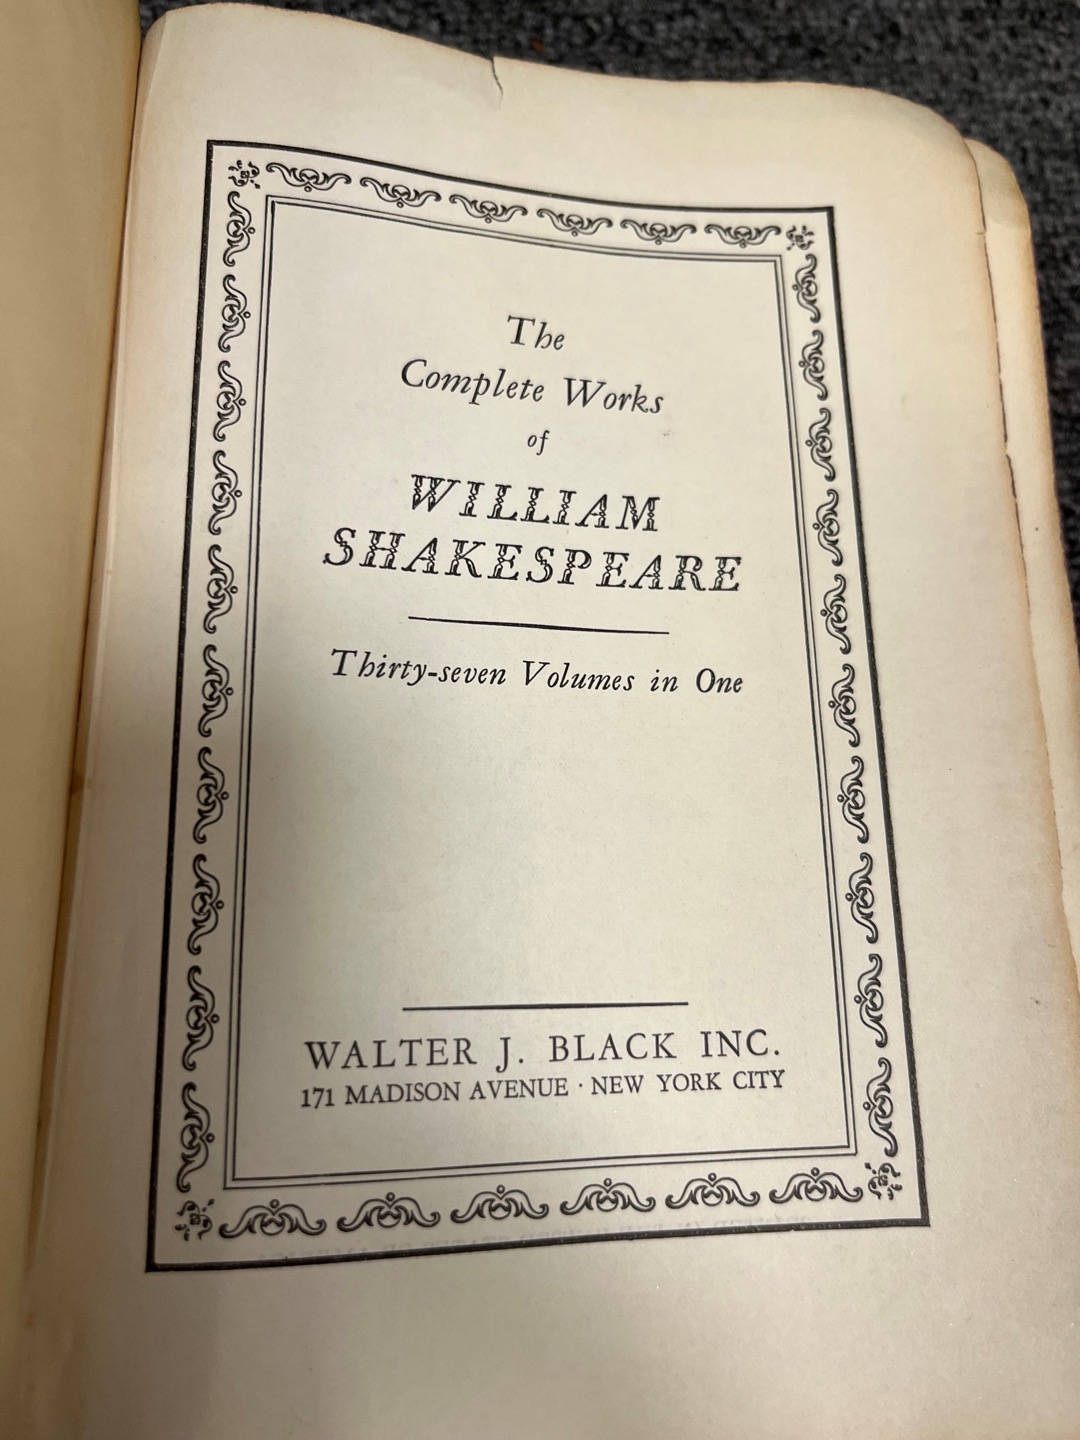 The
Complete Works
of
WILLIAM
SHAKESPEARE
Thirty-seven Volumes in One
WALTER J. BLACK INC.
171 MADISON AVENUE · NEW YORK CITY